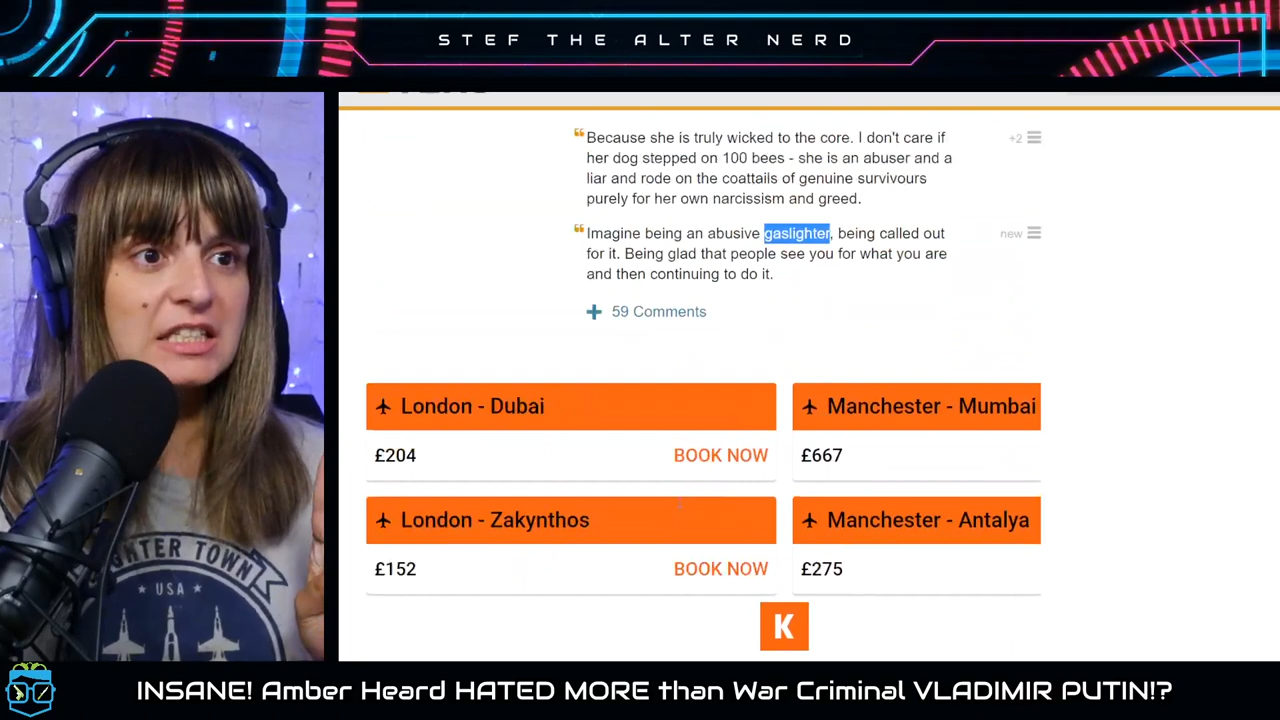 STEF THE ALTER NERD
Because she is truly wicked to the core. I don't care if
her dog stepped on 100 bees - she is an abuser and a
liar and rode on the coattails of genuine survivours
purely for her own narcissism and greed.
+2
Imagine being an abusive gaslighter, being called out
for it. Being glad that people see you for what you are
and then continuing to do it.
new
+ 59 Comments
London - Dubai
£204 BOOK NOW
Manchester - Mumbai
£667
London - Zakynthos
£152 BOOK NOW
Manchester - Antalya
£275
K
GHTER TOWN
USA
INSANE! Amber Heard HATED MORE than War Criminal VLADIMIR PUTIN!?